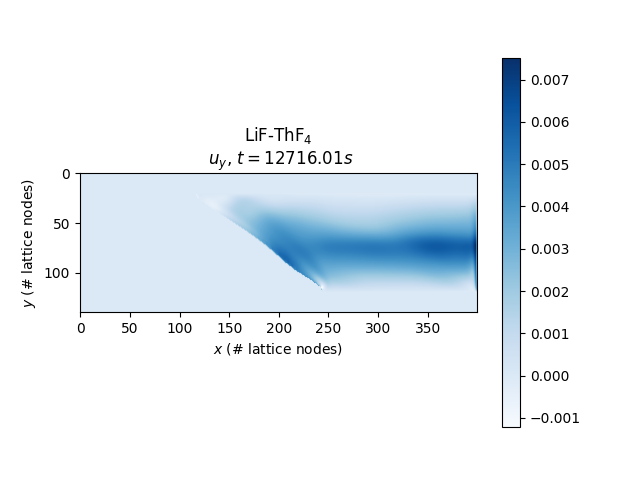 LiF-ThF₄
u_y, t = 12716.01s
0
50
100
y (# lattice nodes)
0 50 100 150 200 250 300 350
x (# lattice nodes)
0.007
0.006
0.005
0.004
0.003
0.002
0.001
0.000
−0.001